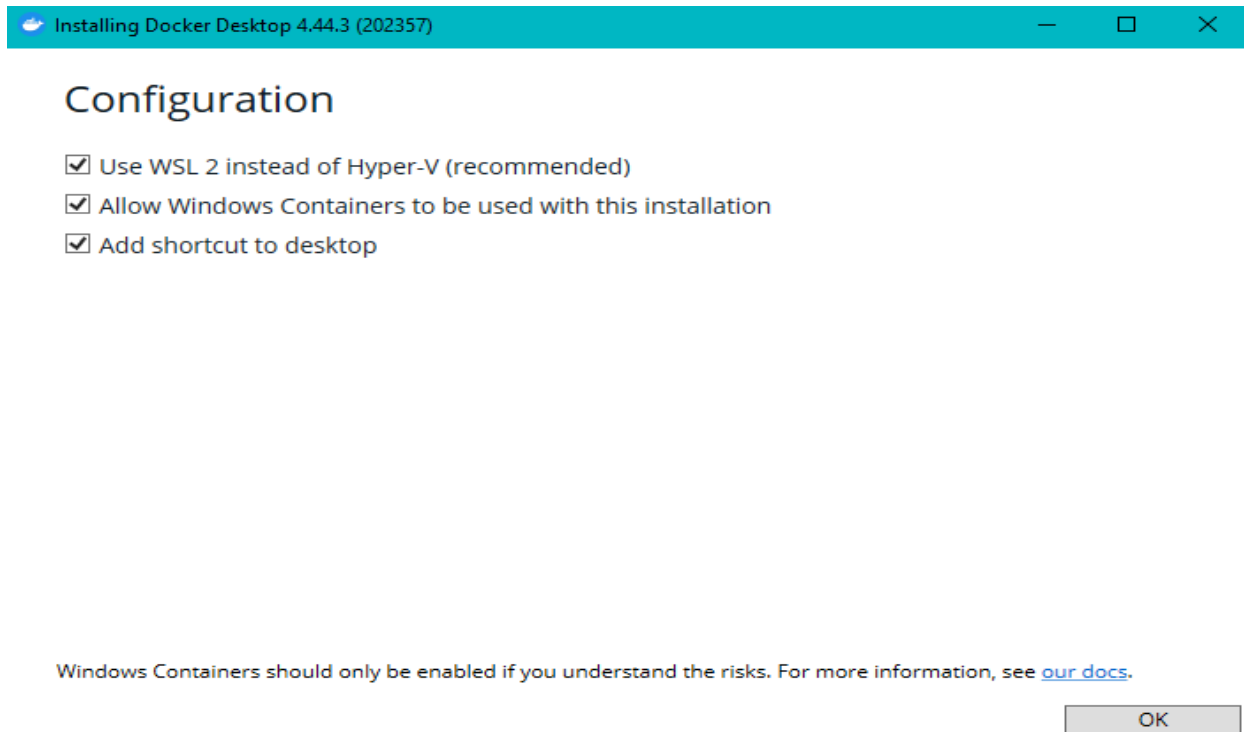 Installing Docker Desktop 4.44.3 (202357)
Configuration
Use WSL 2 instead of Hyper-V (recommended)
Allow Windows Containers to be used with this installation
Add shortcut to desktop
Windows Containers should only be enabled if you understand the risks. For more information, see our docs.
OK